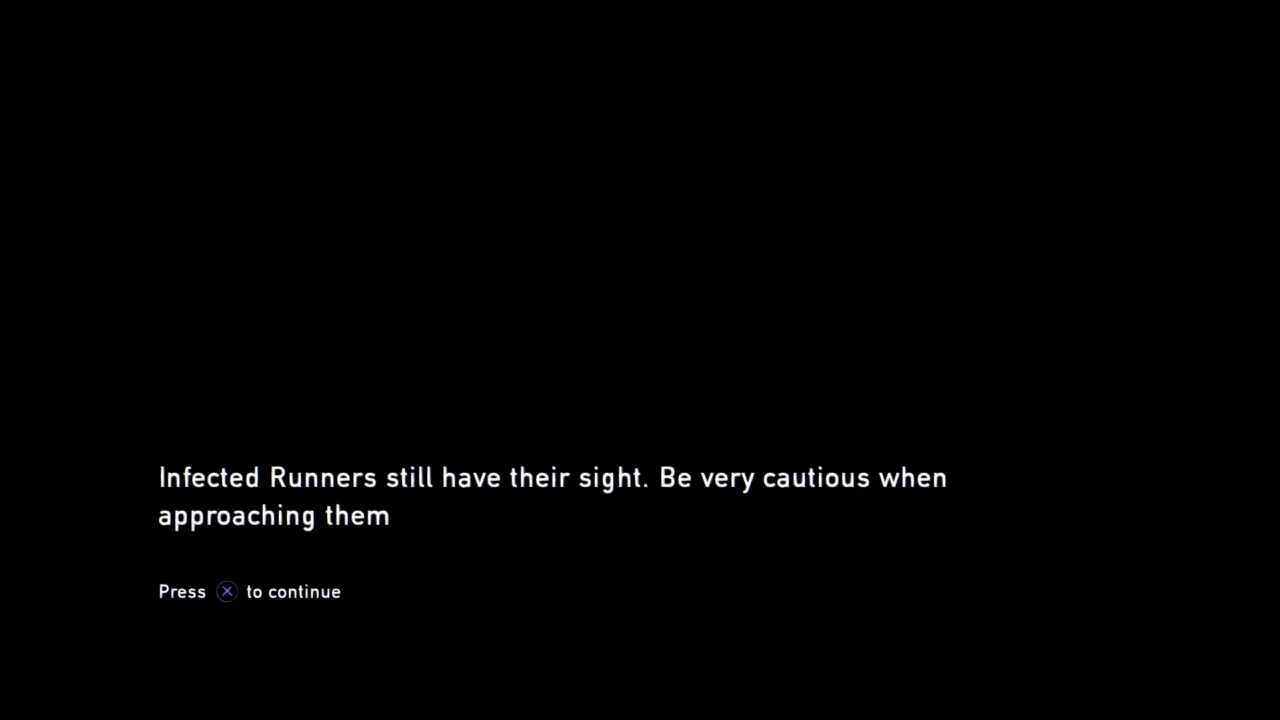 Infected Runners still have their sight. Be very cautious when
approaching them
Press ⓧ to continue